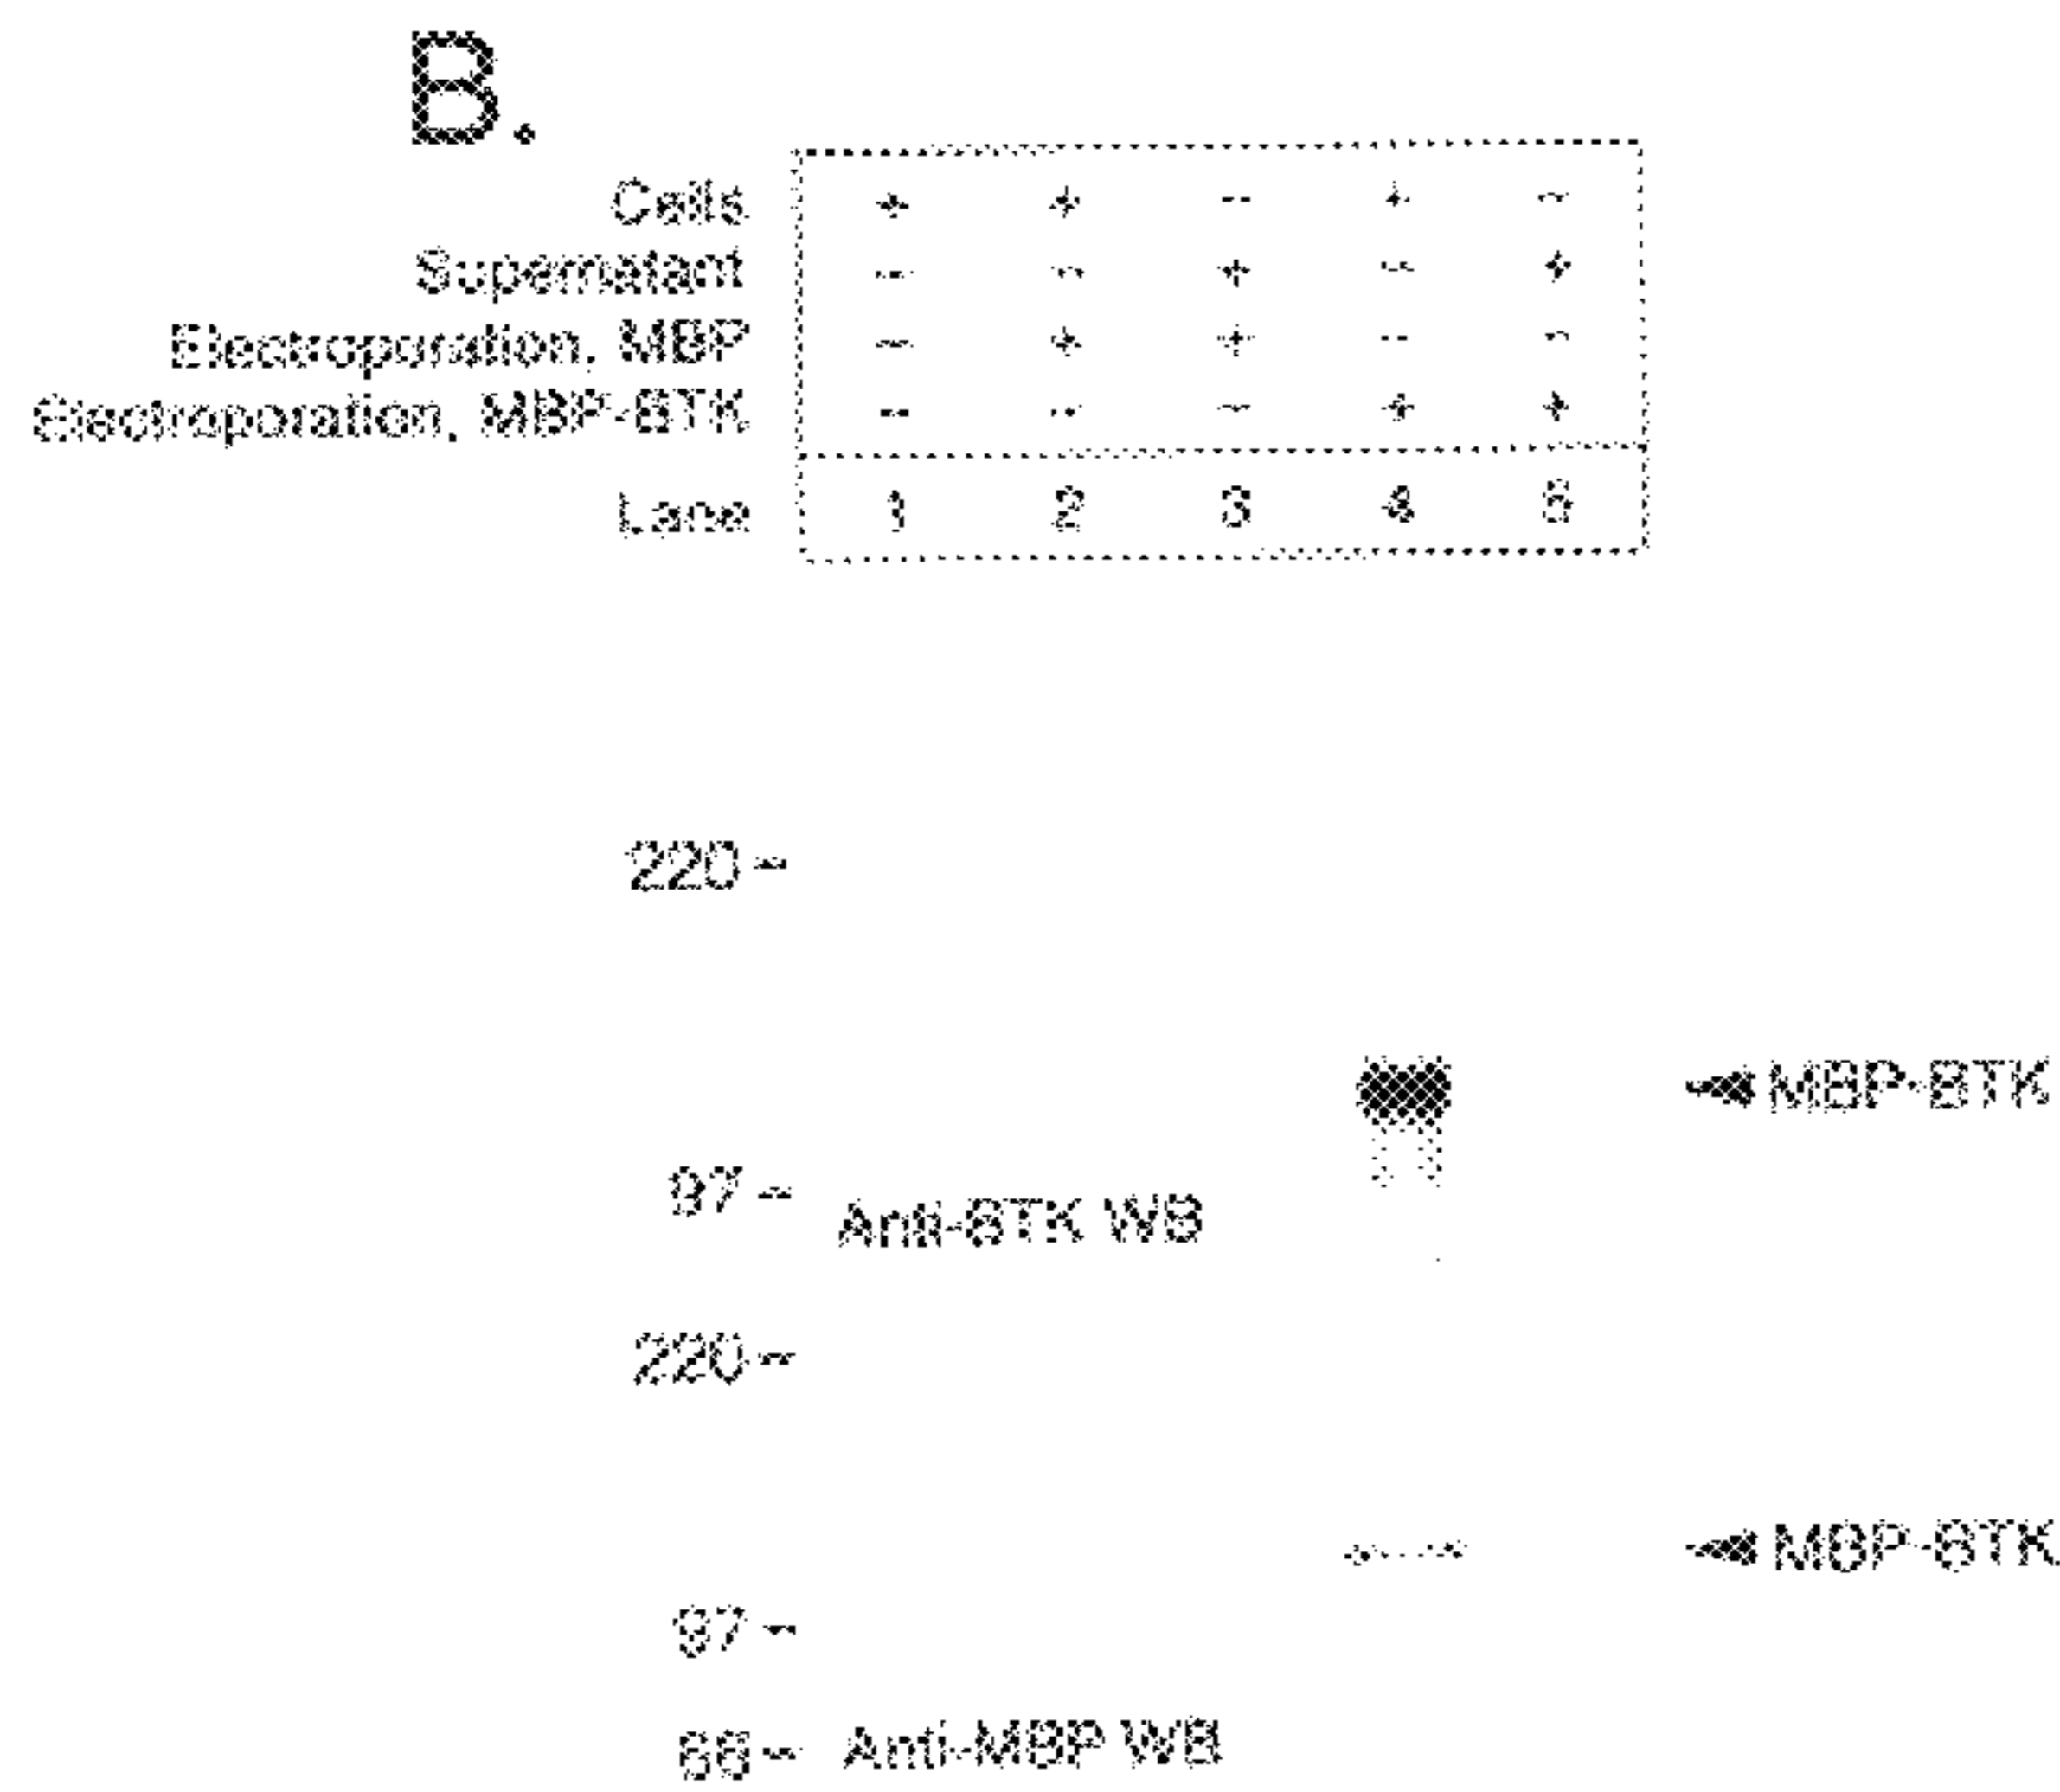 B.
Cells + + - + -
Supernatant - - + - +
Electroporation, MBP - + + - -
Electroporation, MBP-BTK - - - + +
Lane 1 2 3 4 5
220-
MBP-BTK
97-
Anti-BTK WB
220-
MBP-BTK
97-
68- Anti-MBP WB